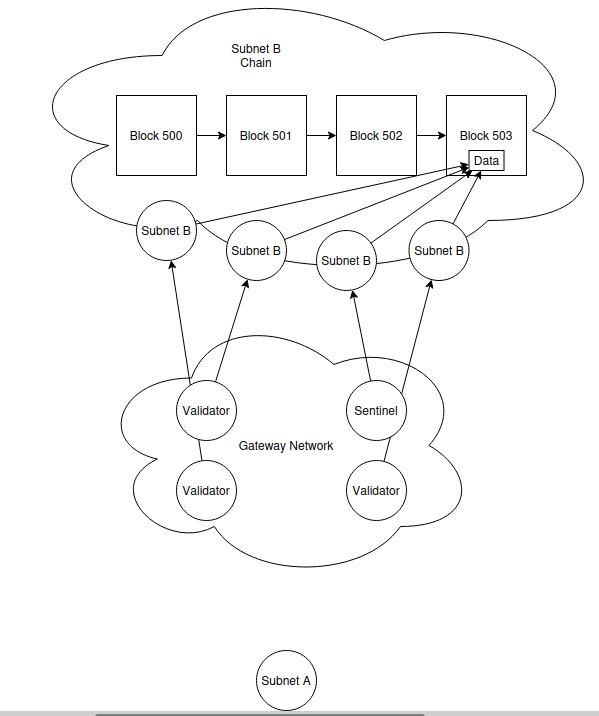 Subnet B
Chain
Block 500
Block 501
Block 502
Block 503
Data
Subnet B
Subnet B
Subnet B
Subnet B
Validator
Sentinel
Gateway Network
Validator
Validator
Subnet A